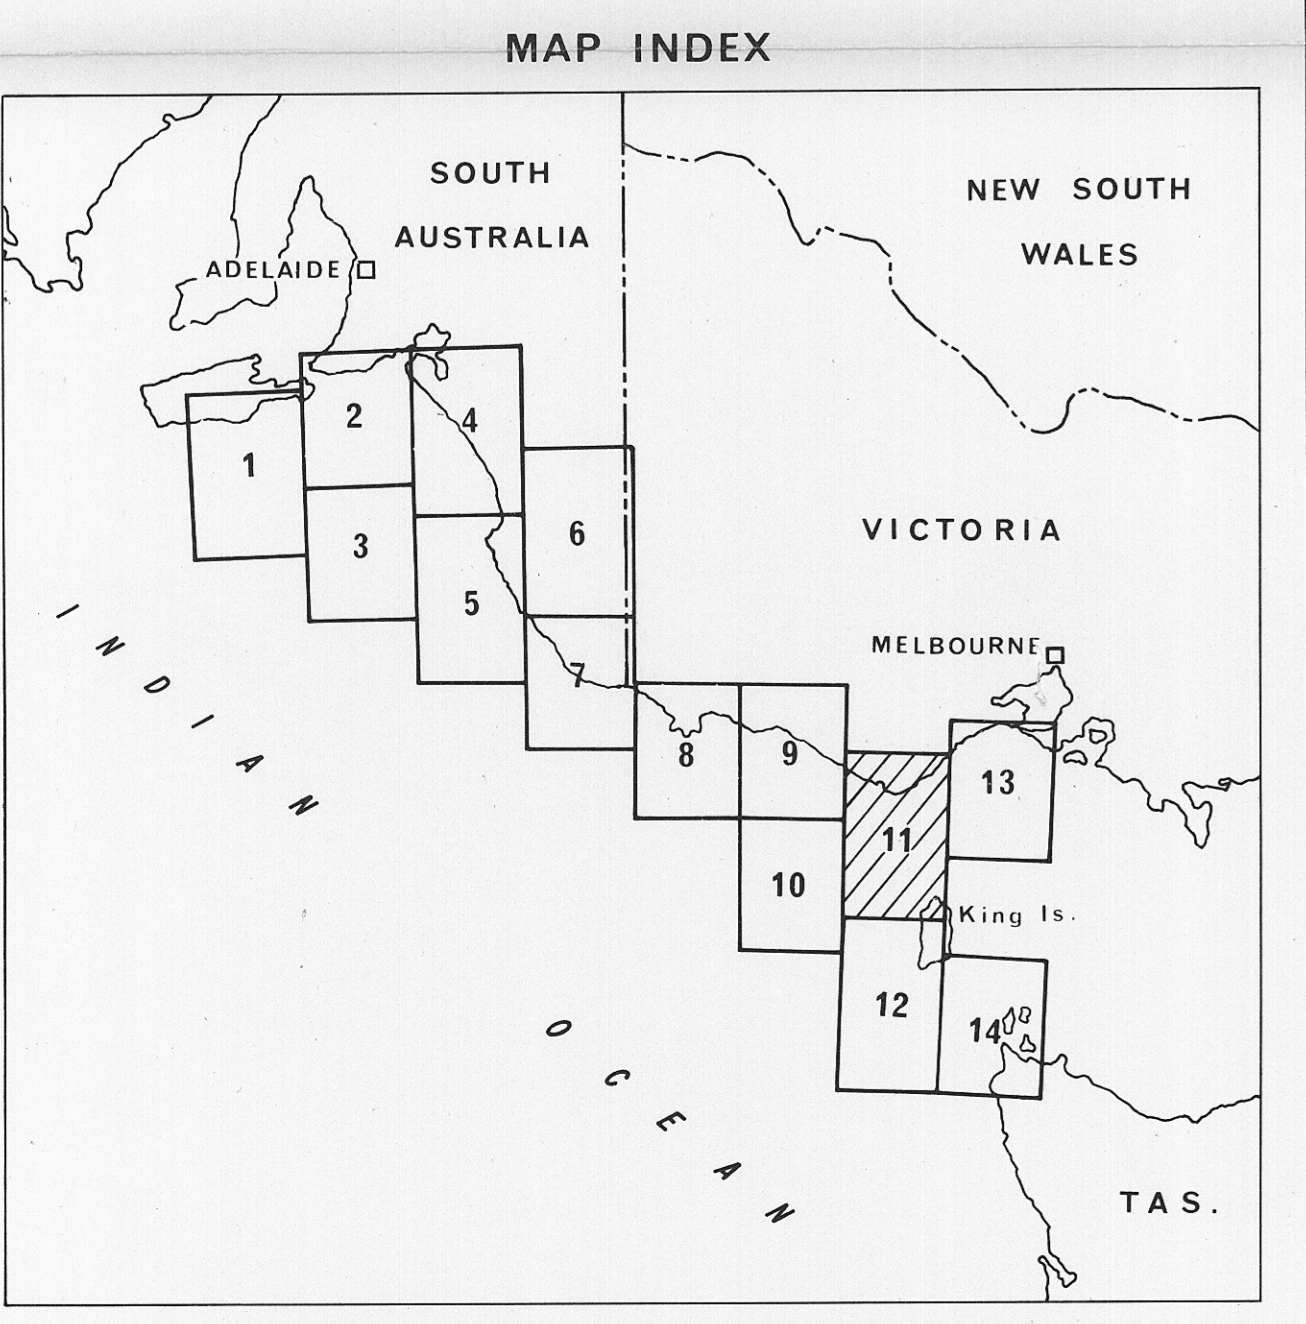 MAP INDEX
SOUTH
AUSTRALIA
NEW SOUTH
WALES
ADELAIDE
VICTORIA
MELBOURNE
1
2
3
4
5
6
7
8
9
10
11
12
13
14
King Is.
INDIAN
OCEAN
TAS.